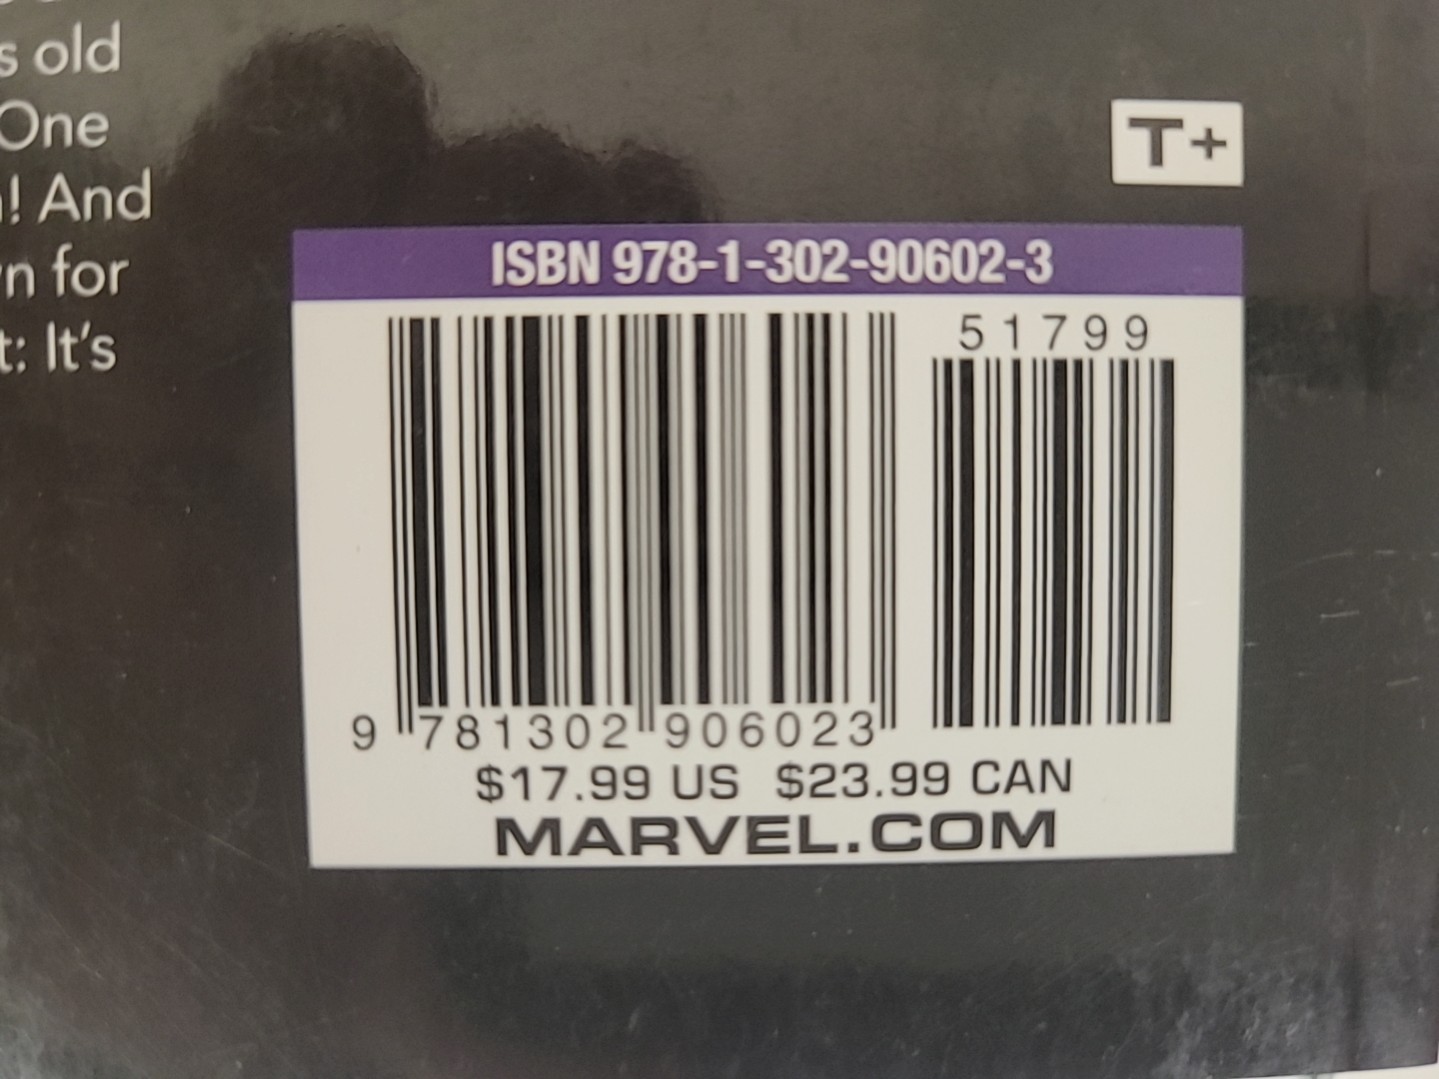 s old
One
! And
n for
t: It's
T+
ISBN 978-1-302-90602-3
51799
9 781302 906023
$17.99 US $23.99 CAN
MARVEL.COM